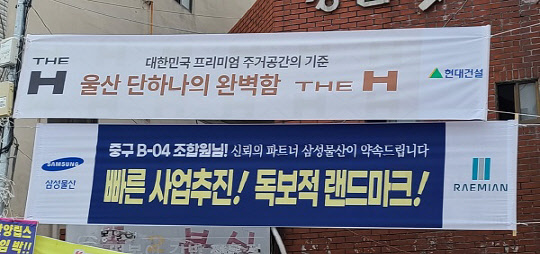 THE H
대한민국 프리미엄 주거공간의 기준
울산 단하나의 완벽함 THE H
현대건설
SAMSUNG
삼성물산
중구 B-04 조합원님! 신뢰의 파트너 삼성물산이 약속드립니다
빠른 사업추진! 독보적 랜드마크!
RAEMIAN